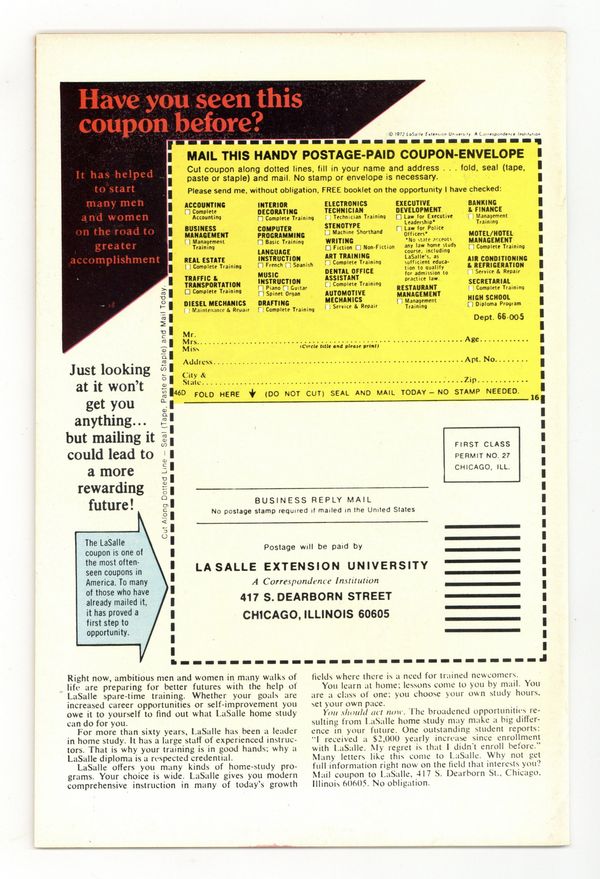 Have you seen this
coupon before?
© 1972 LaSalle Extension University A Correspondence Institution
It has helped
to start
many men
and women
on the road to
greater
accomplishment
MAIL THIS HANDY POSTAGE-PAID COUPON-ENVELOPE
Cut coupon along dotted lines, fill in your name and address . . . fold, seal (tape,
paste or staple) and mail. No stamp or envelope is necessary.
Please send me, without obligation, FREE booklet on the opportunity I have checked:
ACCOUNTING
Complete
Accounting
BUSINESS
MANAGEMENT
Management
Training
REAL ESTATE
Complete Training
TRAFFIC &
TRANSPORTATION
Complete Training
DIESEL MECHANICS
Maintenance & Repair
INTERIOR
DECORATING
Complete Training
COMPUTER
PROGRAMMING
Basic Training
LANGUAGE
INSTRUCTION
French Spanish
MUSIC
INSTRUCTION
Piano Guitar
Spinet Organ
DRAFTING
Complete Training
ELECTRONICS
TECHNICIAN
Technician Training
STENOTYPE
Machine Shorthand
WRITING
Fiction Non-Fiction
ART TRAINING
Complete Training
DENTAL OFFICE
ASSISTANT
Complete Training
AUTOMOTIVE
MECHANICS
Service & Repair
EXECUTIVE
DEVELOPMENT
Law for Executive
Leadership*
Law for Police
Officers*
*No state accepts
any law home study
course, including
LaSalle's, as
sufficient educa-
tion to qualify
for admission to
practice law.
RESTAURANT
MANAGEMENT
Management
Training
BANKING
& FINANCE
Management
Training
MOTEL/HOTEL
MANAGEMENT
Complete Training
AIR CONDITIONING
& REFRIGERATION
Service & Repair
SECRETARIAL
Complete Training
HIGH SCHOOL
Diploma Program
Dept. 66-005
Mr.
Mrs. Age
Miss (Circle title and please print)
Address Apt. No.
City &
State Zip
46D FOLD HERE (DO NOT CUT) SEAL AND MAIL TODAY – NO STAMP NEEDED. 16
Cut Along Dotted Line – Seal (Tape, Paste or Staple) and Mail Today.
Just looking
at it won't
get you
anything...
but mailing it
could lead to
a more
rewarding
future!
The LaSalle
coupon is one of
the most often-
seen coupons in
America. To many
of those who have
already mailed it,
it has proved a
first step to
opportunity.
FIRST CLASS
PERMIT NO. 27
CHICAGO, ILL.
BUSINESS REPLY MAIL
No postage stamp required if mailed in the United States
Postage will be paid by
LA SALLE EXTENSION UNIVERSITY
A Correspondence Institution
417 S. DEARBORN STREET
CHICAGO, ILLINOIS 60605
Right now, ambitious men and women in many walks of
life are preparing for better futures with the help of
LaSalle spare-time training. Whether your goals are
increased career opportunities or self-improvement you
owe it to yourself to find out what LaSalle home study
can do for you.
For more than sixty years, LaSalle has been a leader
in home study. It has a large staff of experienced instruc-
tors. That is why your training is in good hands; why a
LaSalle diploma is a respected credential.
LaSalle offers you many kinds of home-study pro-
grams. Your choice is wide. LaSalle gives you modern
comprehensive instruction in many of today's growth
fields where there is a need for trained newcomers.
You learn at home; lessons come to you by mail. You
are a class of one; you choose your own study hours,
set your own pace.
You should act now. The broadened opportunities re-
sulting from LaSalle home study may make a big differ-
ence in your future. One outstanding student reports:
"I received a $2,000 yearly increase since enrollment
with LaSalle. My regret is that I didn't enroll before."
Many letters like this come to LaSalle. Why not get
full information right now on the field that interests you?
Mail coupon to LaSalle, 417 S. Dearborn St., Chicago,
Illinois 60605. No obligation.